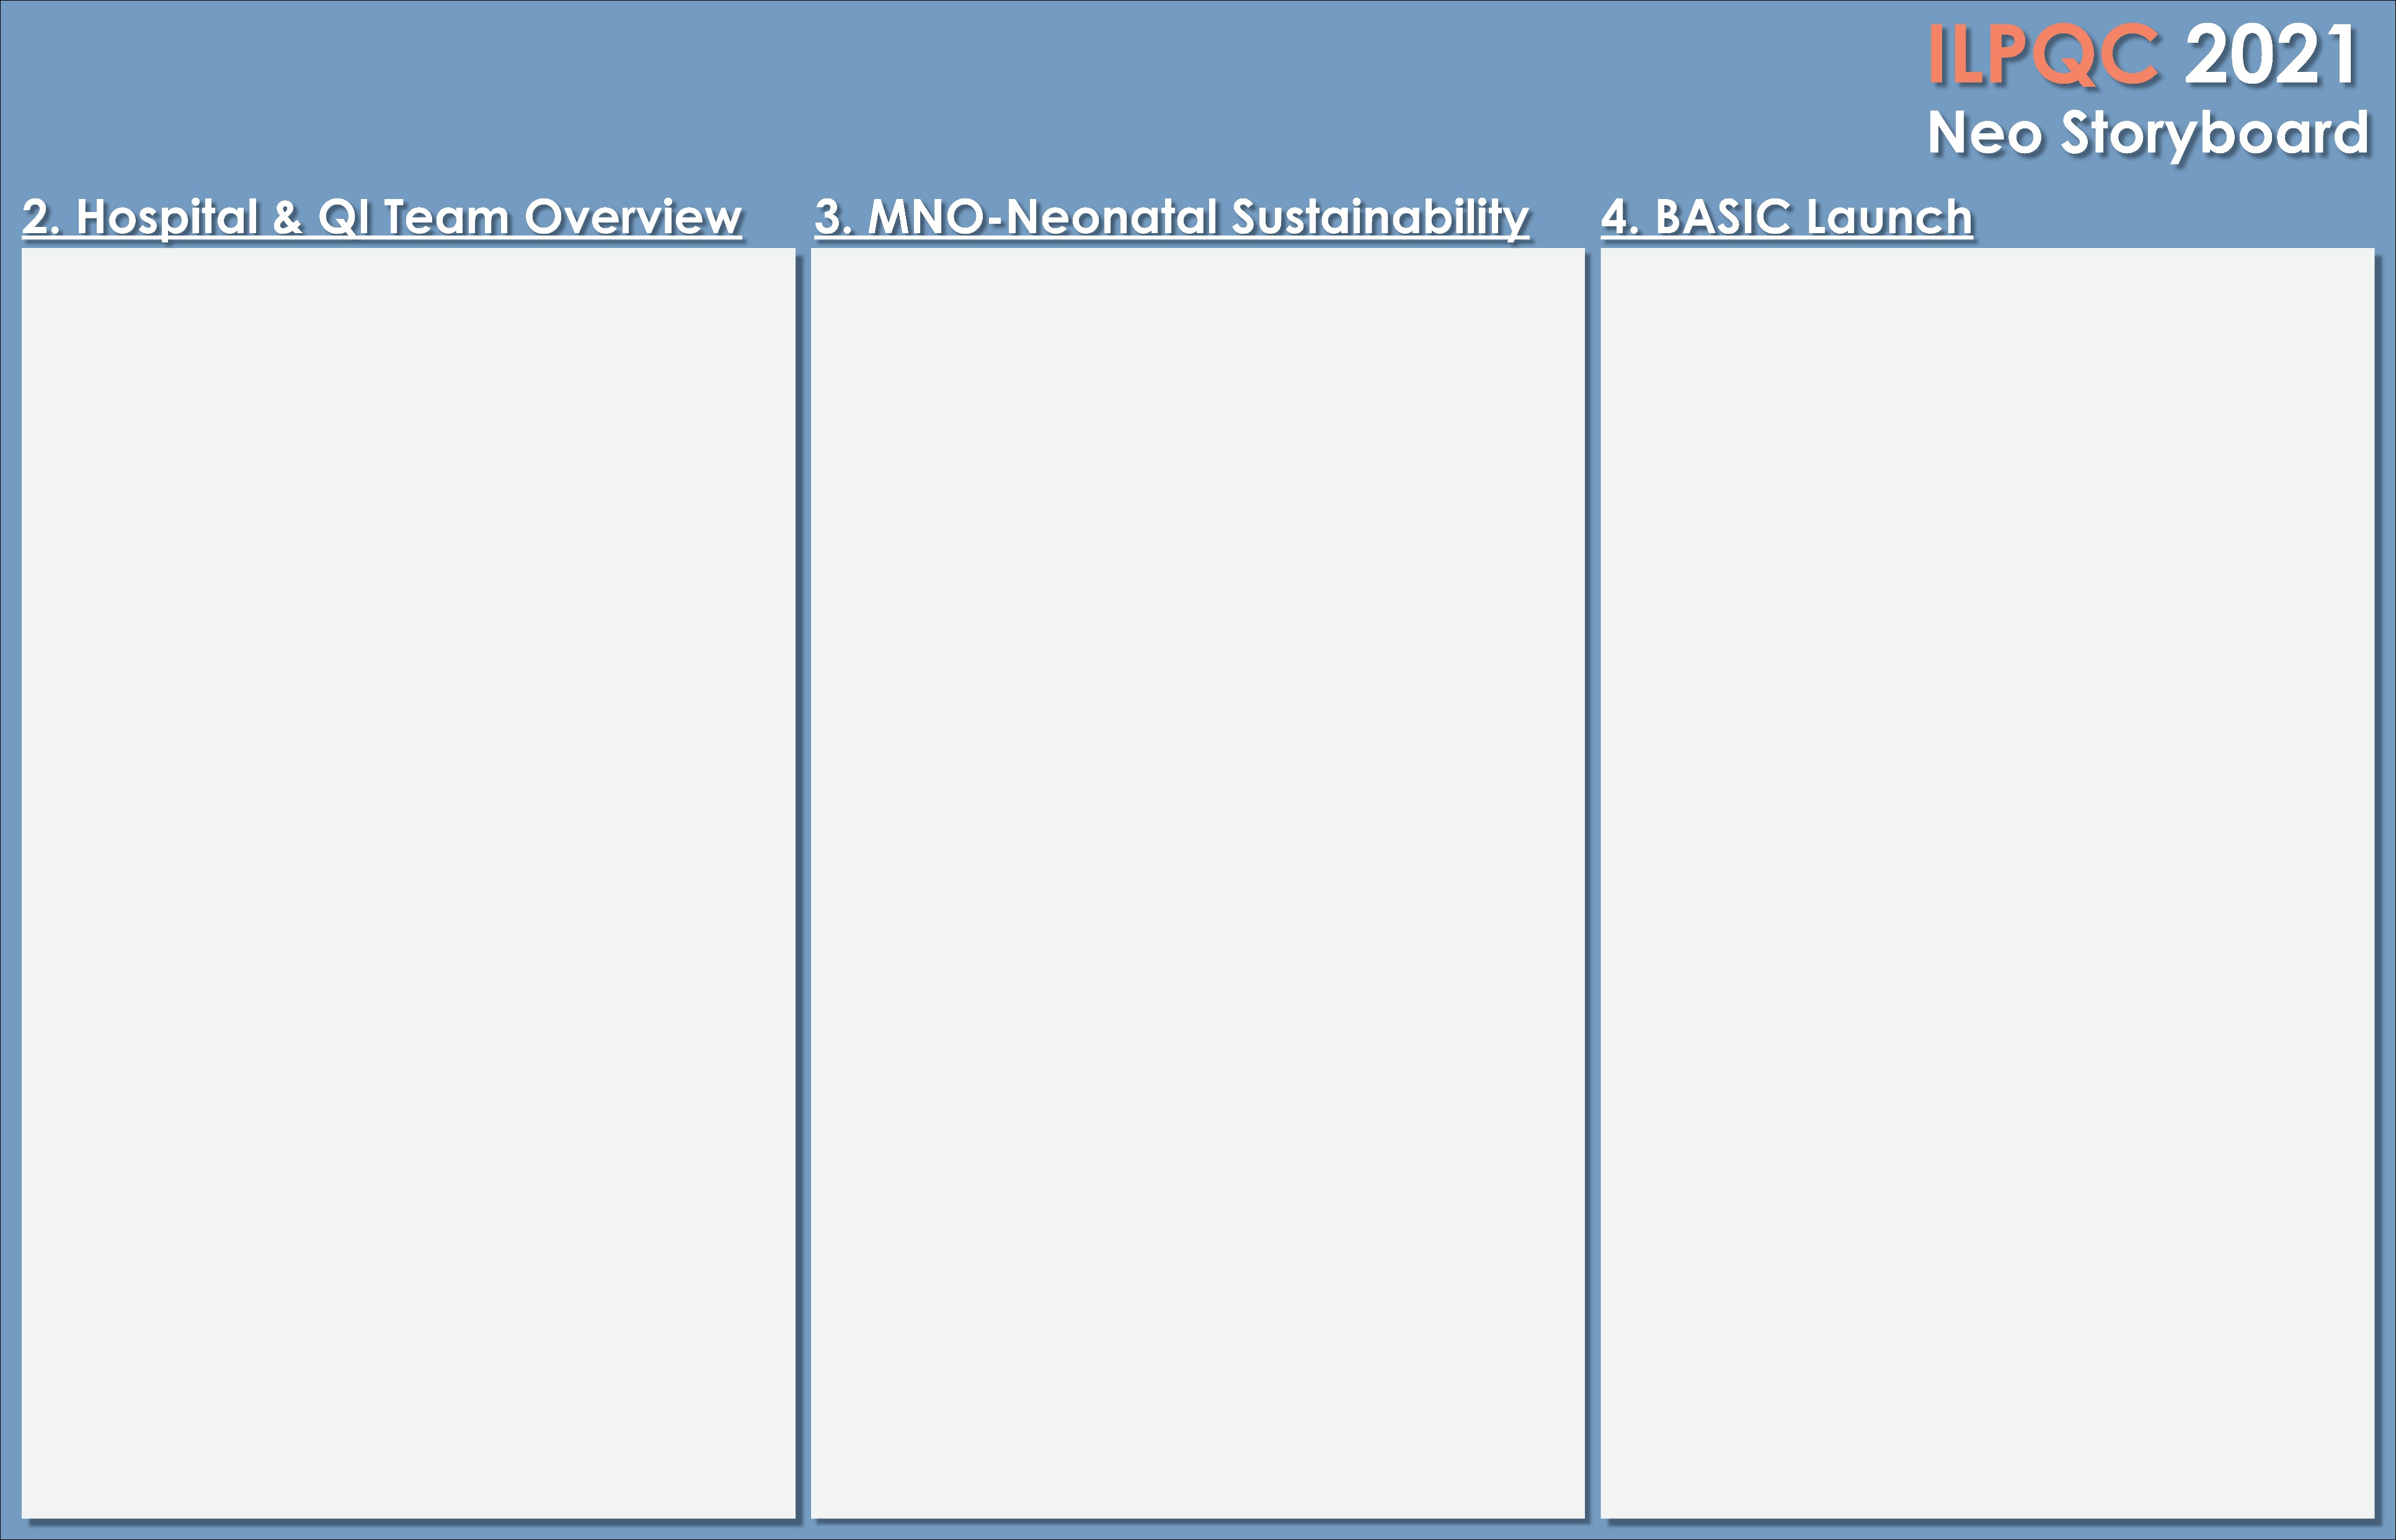 ILPQC 2021
Neo Storyboard
2. Hospital & QI Team Overview
3. MNO-Neonatal Sustainability
4. BASIC Launch